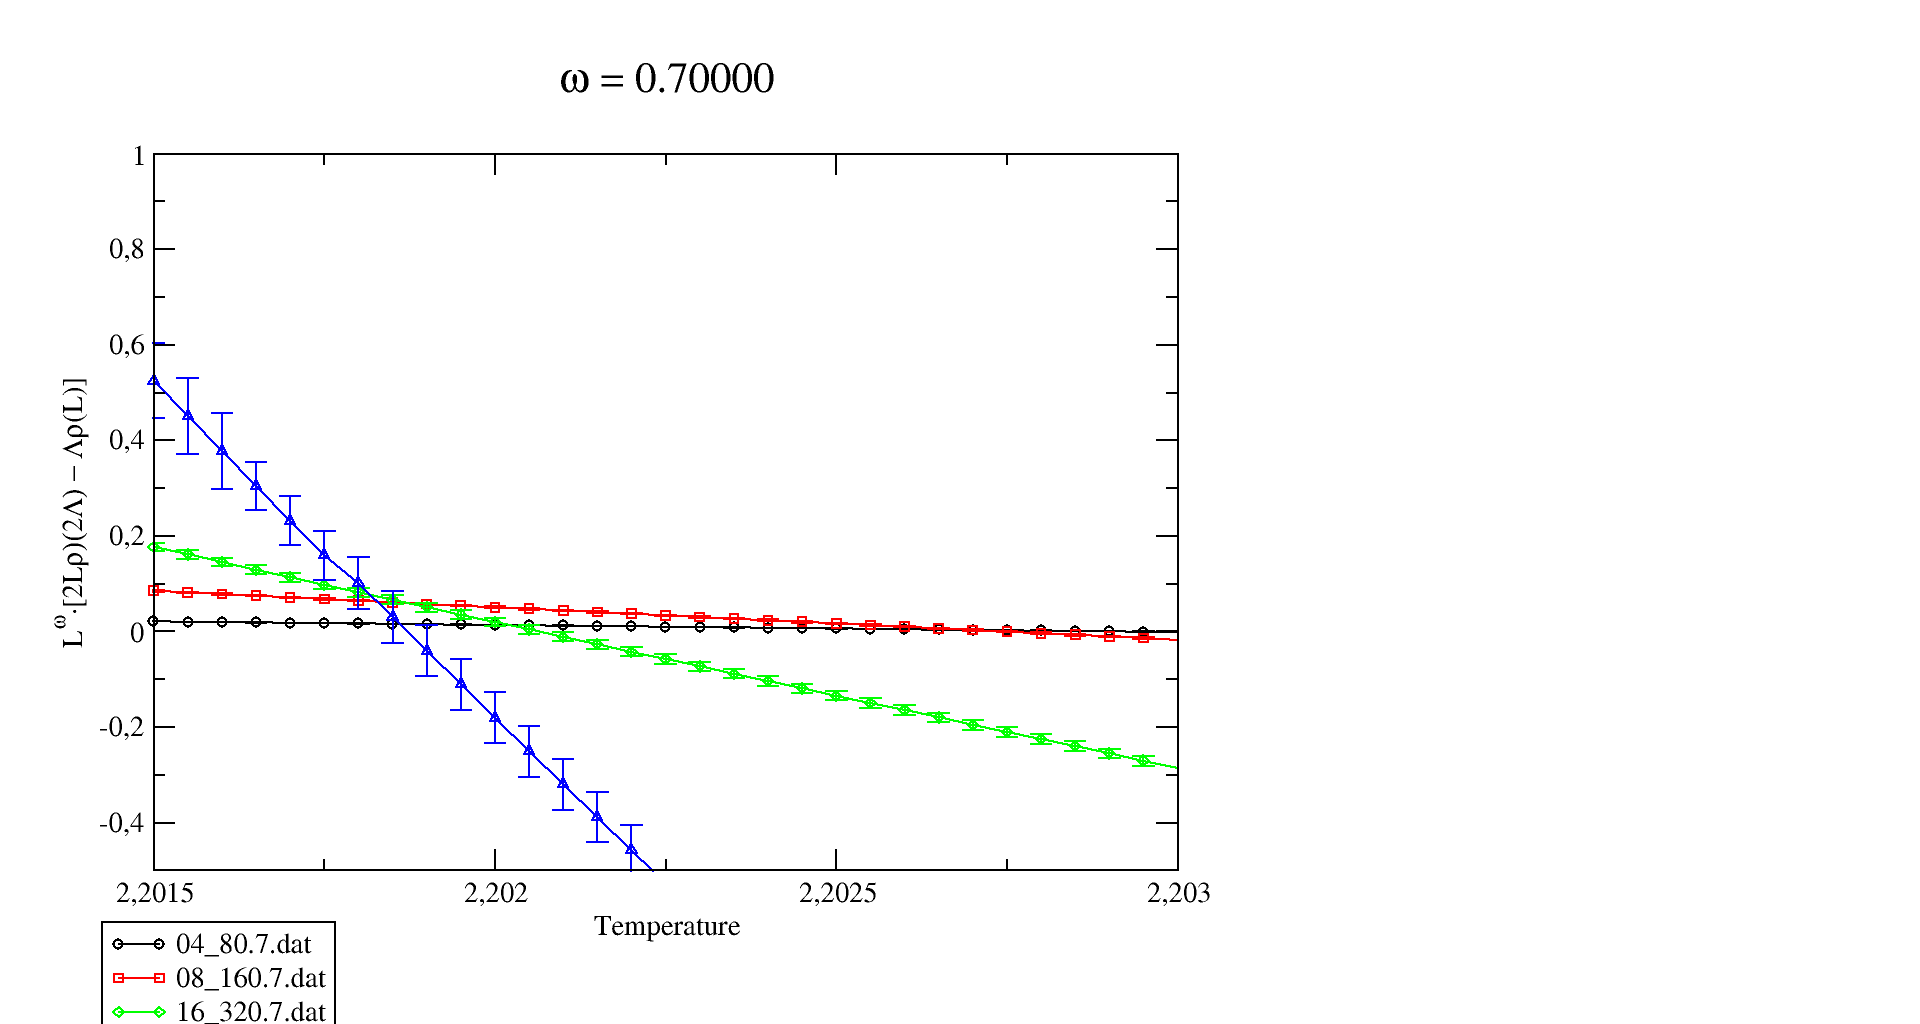 ω = 0.70000
1
0,8
0,6
0,4
0,2
0
-0,2
-0,4
L^ω·[2Lρ)(2Λ) − Λρ(L)]
2,2015
2,202
2,2025
2,203
Temperature
04_80.7.dat
08_160.7.dat
16_320.7.dat